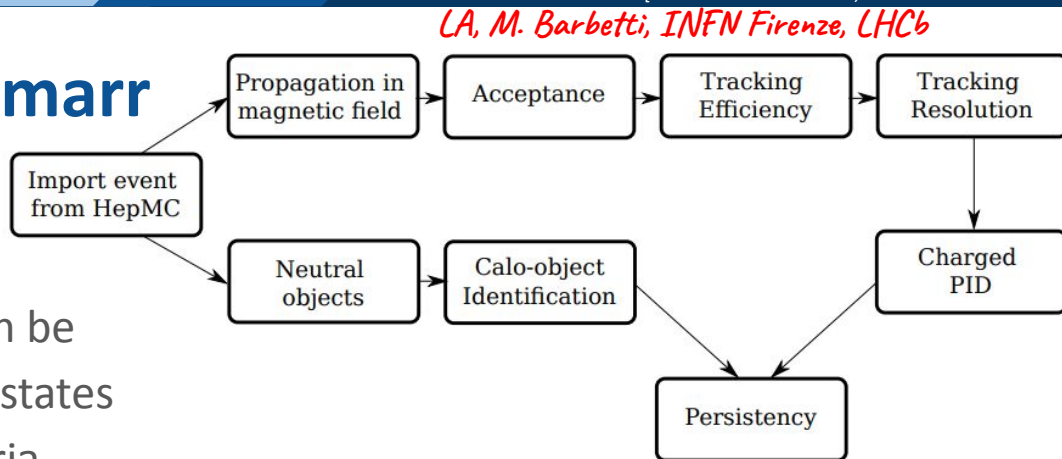 LA, M. Barbetti, INFN Firenze, LHCb
marr
Propagation in
magnetic field
Acceptance
Tracking
Efficiency
Tracking
Resolution
Import event
from HepMC
Neutral
objects
Calo-object
Identification
Charged
PID
be
states
Persistency